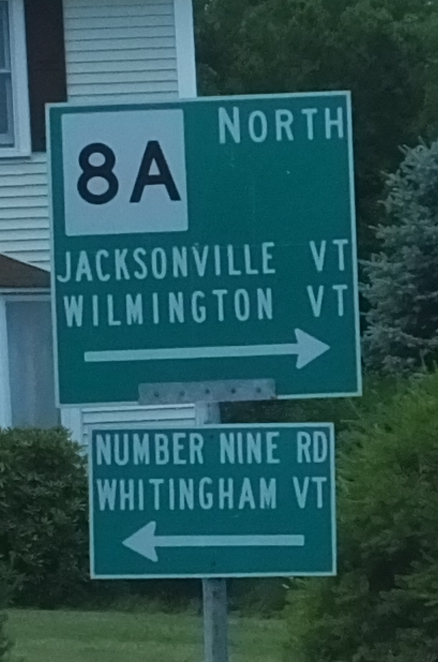 8A NORTH
JACKSONVILLE VT
WILMINGTON VT
NUMBER NINE RD
WHITINGHAM VT